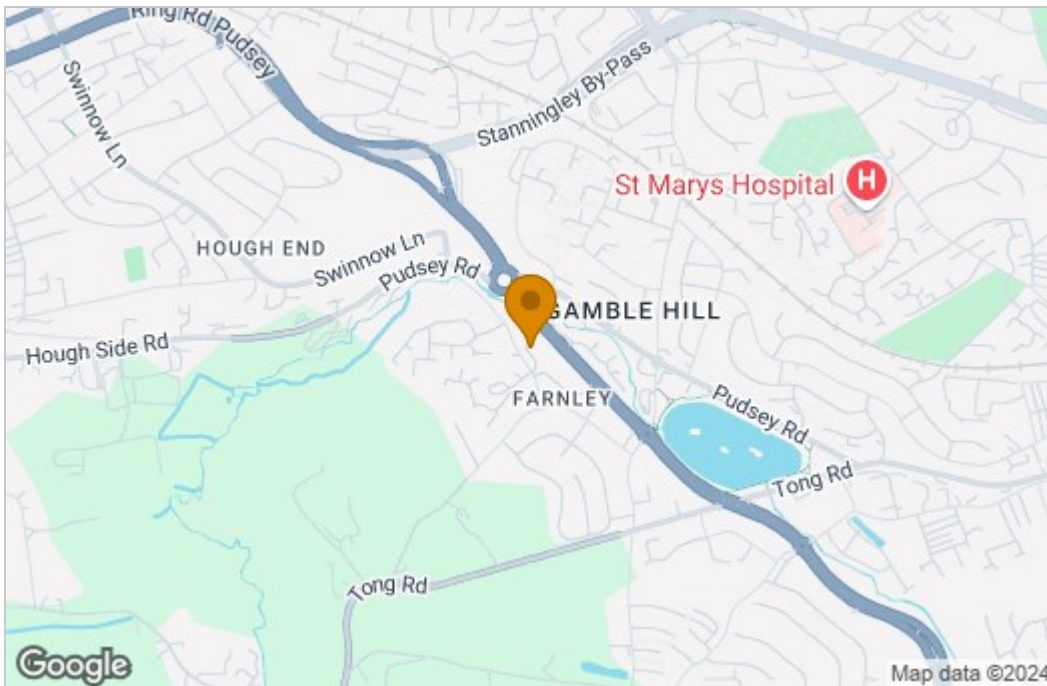 Ring Rd Pudsey
Swinnow Ln
Stanningley By-Pass
St Marys Hospital
H
HOUGH END
Swinnow Ln
Pudsey Rd
GAMBLE HILL
Hough Side Rd
FARNLEY
Pudsey Rd
Tong Rd
Tong Rd
Google
Map data ©2024